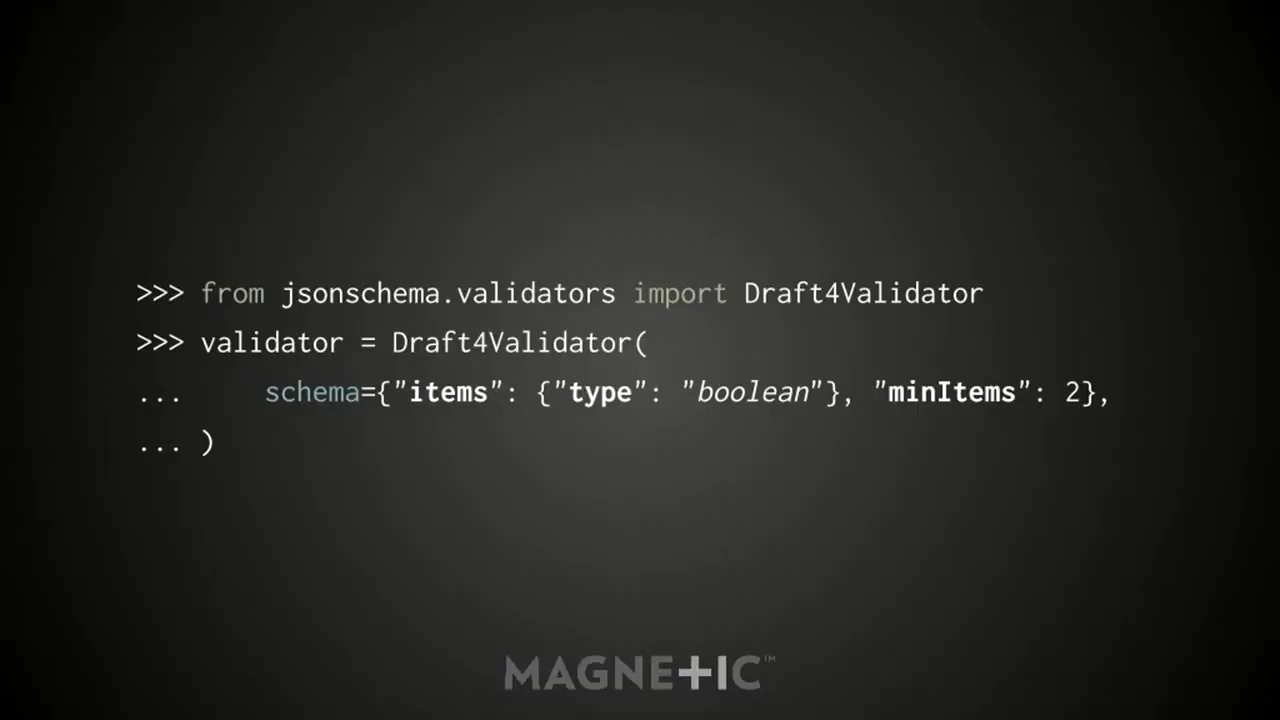 >>> from jsonschema.validators import Draft4Validator
>>> validator = Draft4Validator(
...     schema={"items": {"type": "boolean"}, "minItems": 2},
... )
MAGNETIC™